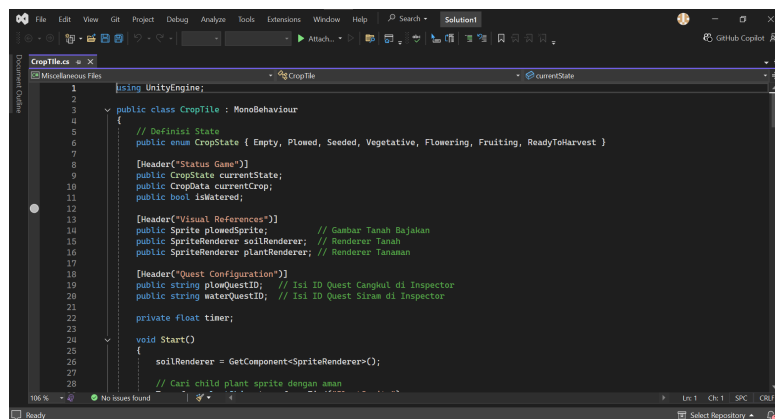 File Edit View Git Project Debug Analyze Tools Extensions Window Help Search Solution1
Attach...
GitHub Copilot
CropTIle.cs
Document Outline
Miscellaneous Files CropTile currentState
1 using UnityEngine;
2
3 public class CropTile : MonoBehaviour
4 {
5 // Definisi State
6 public enum CropState { Empty, Plowed, Seeded, Vegetative, Flowering, Fruiting, ReadyToHarvest }
7
8 [Header("Status Game")]
9 public CropState currentState;
10 public CropData currentCrop;
11 public bool isWatered;
12
13 [Header("Visual References")]
14 public Sprite plowedSprite; // Gambar Tanah Bajakan
15 public SpriteRenderer soilRenderer; // Renderer Tanah
16 public SpriteRenderer plantRenderer; // Renderer Tanaman
17
18 [Header("Quest Configuration")]
19 public string plowQuestID; // Isi ID Quest Cangkul di Inspector
20 public string waterQuestID; // Isi ID Quest Siram di Inspector
21
22 private float timer;
23
24 void Start()
25 {
26 soilRenderer = GetComponent<SpriteRenderer>();
27
28 // Cari child plant sprite dengan aman
106 % No issues found Ln: 1 Ch: 1 SPC CRLF
Ready Select Repository